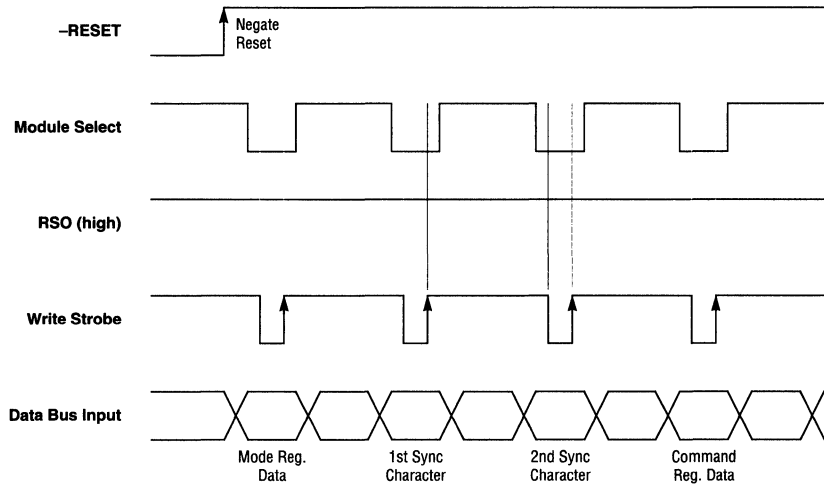 –RESET
Negate
Reset
Module Select
RSO (high)
Write Strobe
Data Bus Input
Mode Reg.
Data
1st Sync
Character
2nd Sync
Character
Command
Reg. Data